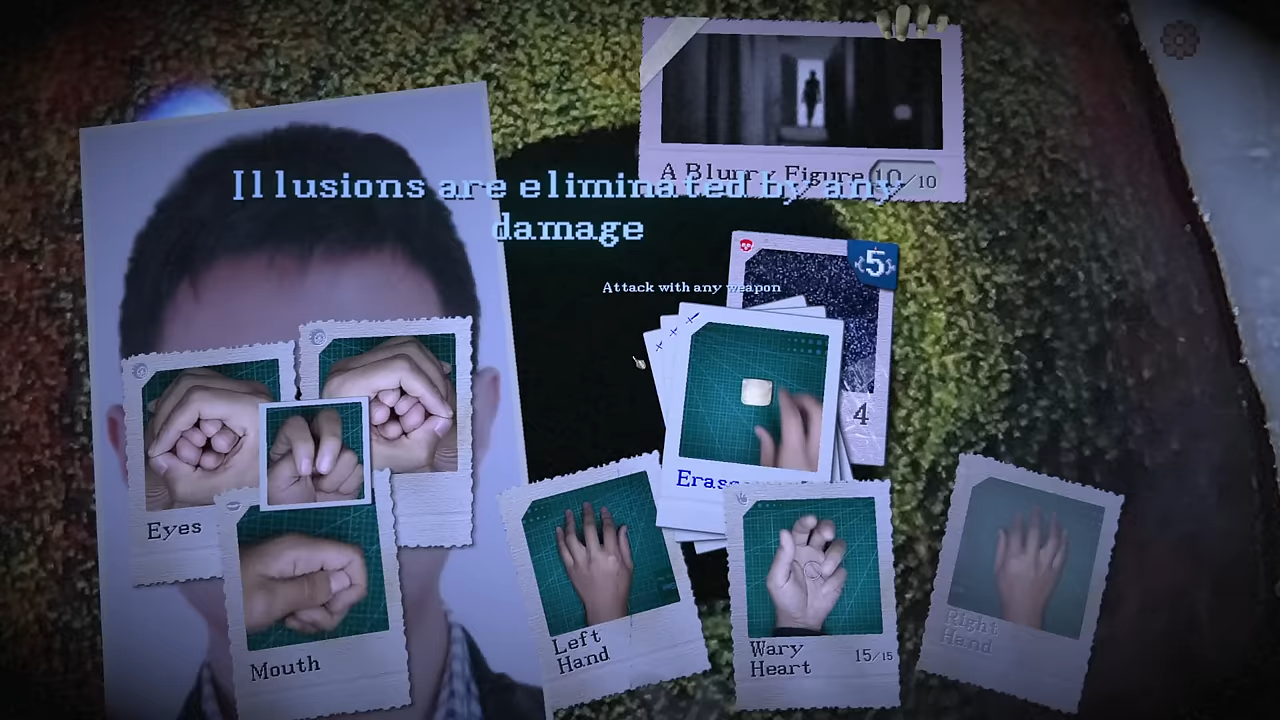 A Blurry Figure 10/10
Illusions are eliminated by any
damage
5
Attack with any weapon
4
Eras
Eyes
Mouth
Left
Hand
Wary
Heart 15/15
Right
Hand